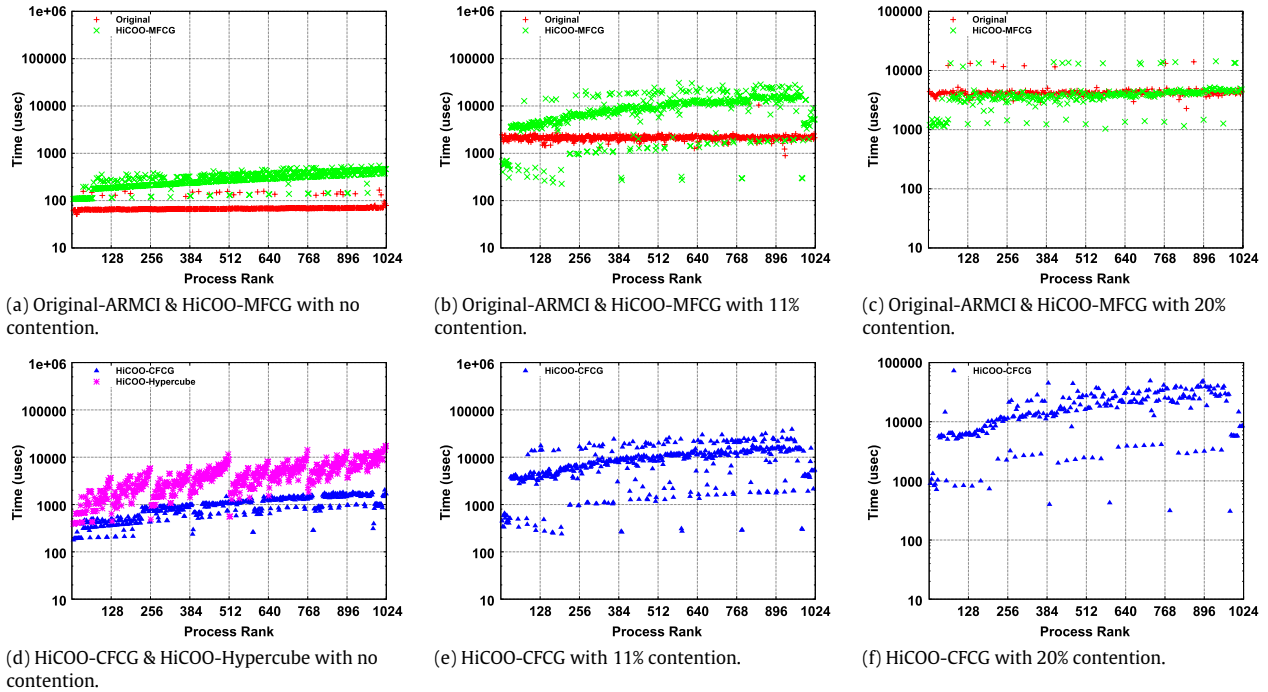 1e+06
100000
10000
1000
100
10
Time (usec)
Original
HiCOO-MFCG
128 256 384 512 640 768 896 1024
Process Rank
(a) Original-ARMCI & HiCOO-MFCG with no
contention.
1e+06
100000
10000
1000
100
10
Time (usec)
Original
HiCOO-MFCG
128 256 384 512 640 768 896 1024
Process Rank
(b) Original-ARMCI & HiCOO-MFCG with 11%
contention.
100000
10000
1000
100
10
Time (usec)
Original
HiCOO-MFCG
128 256 384 512 640 768 896 1024
Process Rank
(c) Original-ARMCI & HiCOO-MFCG with 20%
contention.
1e+06
100000
10000
1000
100
10
Time (usec)
HiCOO-CFCG
HiCOO-Hypercube
128 256 384 512 640 768 896 1024
Process Rank
(d) HiCOO-CFCG & HiCOO-Hypercube with no
contention.
1e+06
100000
10000
1000
100
10
Time (usec)
HiCOO-CFCG
128 256 384 512 640 768 896 1024
Process Rank
(e) HiCOO-CFCG with 11% contention.
100000
10000
1000
100
10
Time (usec)
HiCOO-CFCG
128 256 384 512 640 768 896 1024
Process Rank
(f) HiCOO-CFCG with 20% contention.